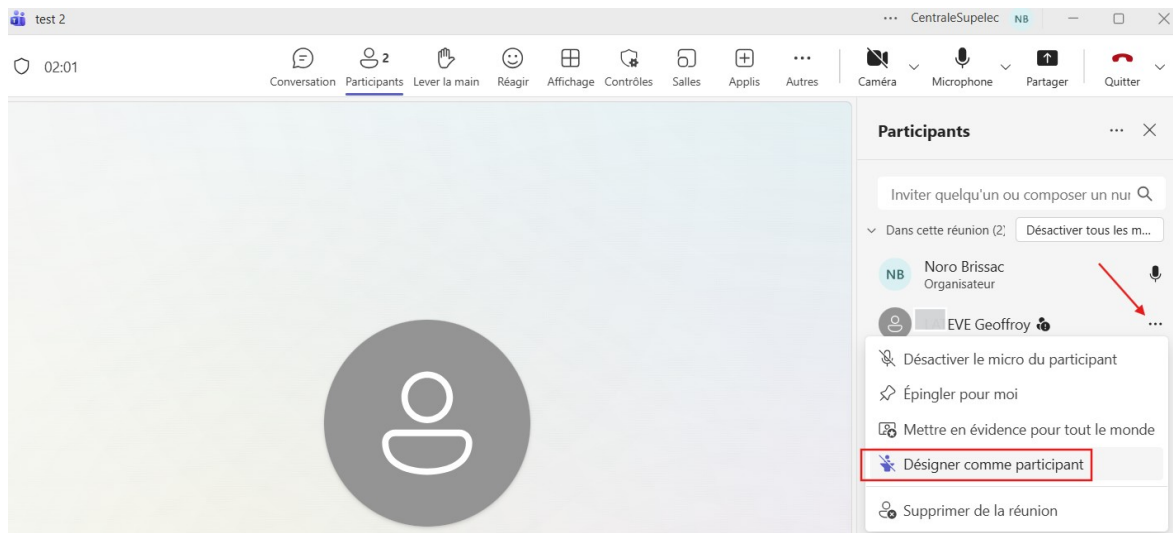 test 2
••• CentraleSupelec NB
02:01
2
Conversation Participants Lever la main Réagir Affichage Contrôles Salles Applis Autres Caméra Microphone Partager Quitter
Participants
Inviter quelqu'un ou composer un nur
Dans cette réunion (2) Désactiver tous les m...
NB Noro Brissac
Organisateur
EVE Geoffroy
Désactiver le micro du participant
Épingler pour moi
Mettre en évidence pour tout le monde
Désigner comme participant
Supprimer de la réunion